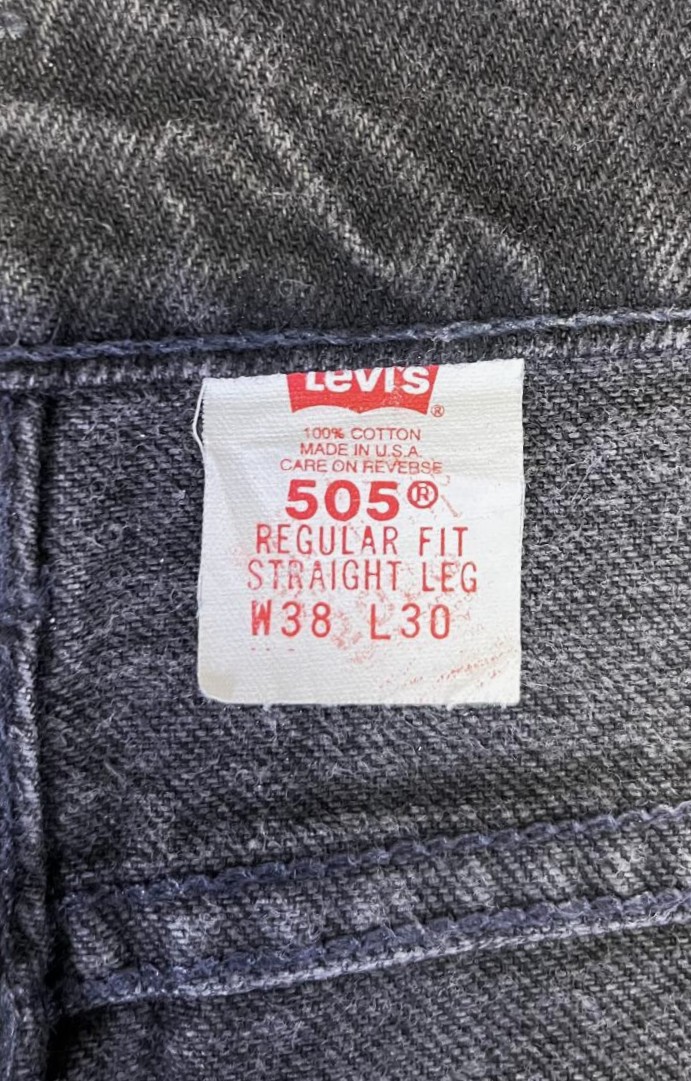 Levi's
®
100% COTTON
MADE IN U.S.A.
CARE ON REVERSE
505®
REGULAR FIT
STRAIGHT LEG
W38 L30